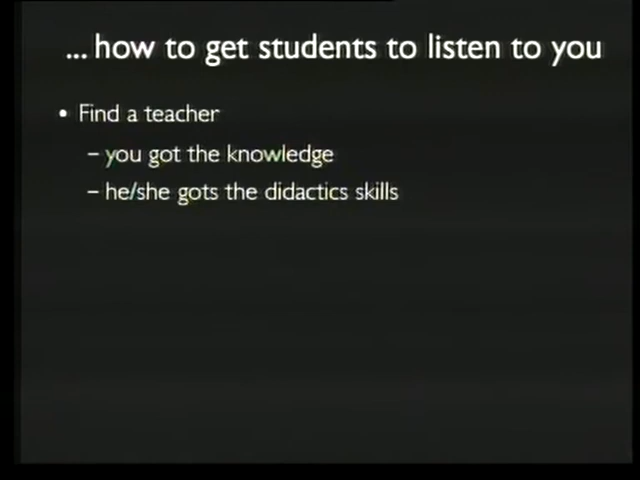 ... how to get students to listen to you
• Find a teacher
– you got the knowledge
– he/she gots the didactics skills